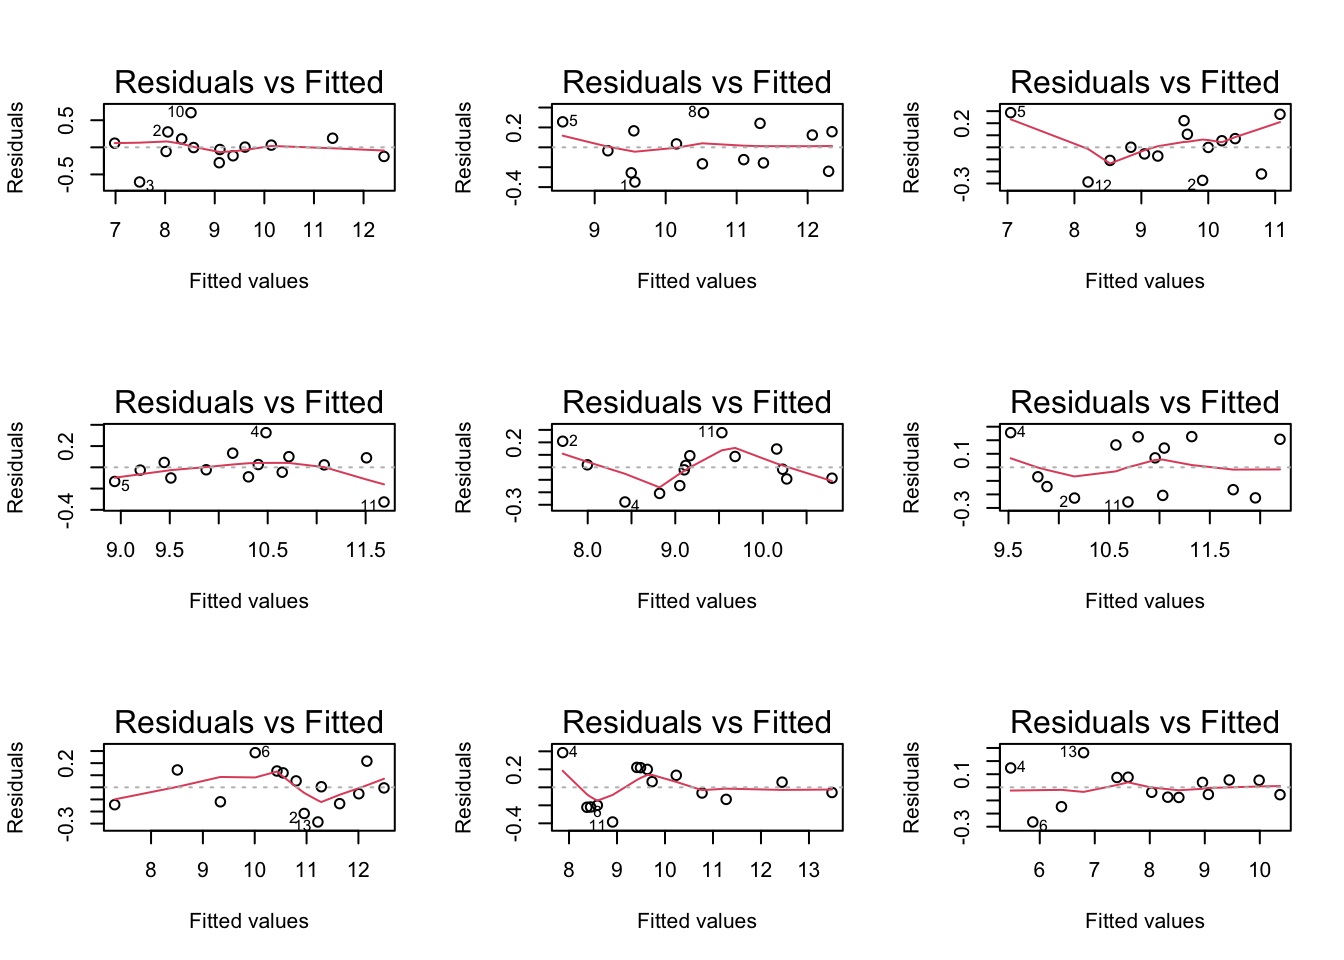 Residuals vs Fitted
Residuals
0.5
-0.5
10
2
3
7 8 9 10 11 12
Fitted values
Residuals vs Fitted
Residuals
0.2
-0.4
5
8
1
9 10 11 12
Fitted values
Residuals vs Fitted
Residuals
0.2
-0.3
5
12
2
7 8 9 10 11
Fitted values
Residuals vs Fitted
Residuals
0.2
-0.4
4
5
11
9.0 9.5 10.5 11.5
Fitted values
Residuals vs Fitted
Residuals
0.2
-0.3
2
11
4
8.0 9.0 10.0
Fitted values
Residuals vs Fitted
Residuals
0.1
-0.3
4
2
11
9.5 10.5 11.5
Fitted values
Residuals vs Fitted
Residuals
0.2
-0.3
6
2
13
8 9 10 11 12
Fitted values
Residuals vs Fitted
Residuals
0.2
-0.4
4
8
11
8 9 10 11 12 13
Fitted values
Residuals vs Fitted
Residuals
0.1
-0.3
13
4
6
6 7 8 9 10
Fitted values